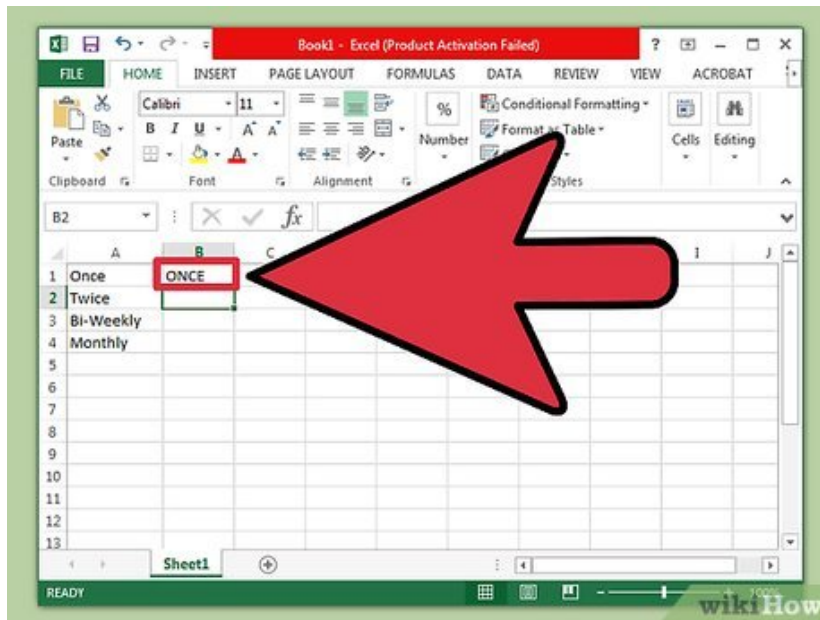 Book1 - Excel (Product Activation Failed)
FILE HOME INSERT PAGE LAYOUT FORMULAS DATA REVIEW VIEW ACROBAT
Calibri 11 % Conditional Formatting
Paste B I U A A Number Format as Table Cells Editing
Clipboard Font Alignment Styles
B2 fx
A B C I J
1 Once ONCE
2 Twice
3 Bi-Weekly
4 Monthly
5
6
7
8
9
10
11
12
13
Sheet1
READY 100%
wikiHow